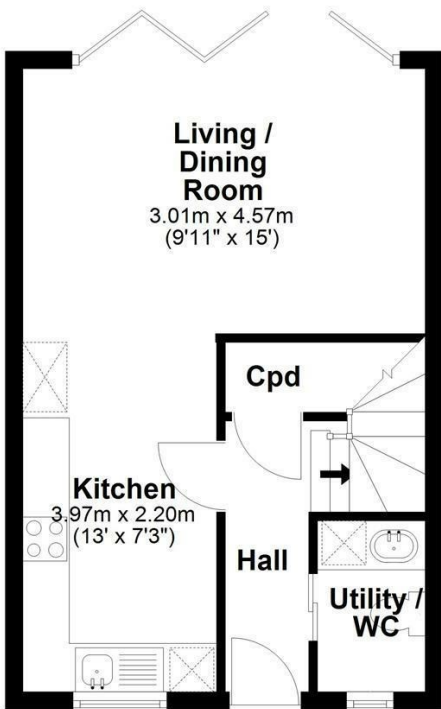 Living /
Dining
Room
3.01m x 4.57m
(9'11" x 15')
Cpd
Kitchen
3.97m x 2.20m
(13' x 7'3")
Hall
Utility /
WC